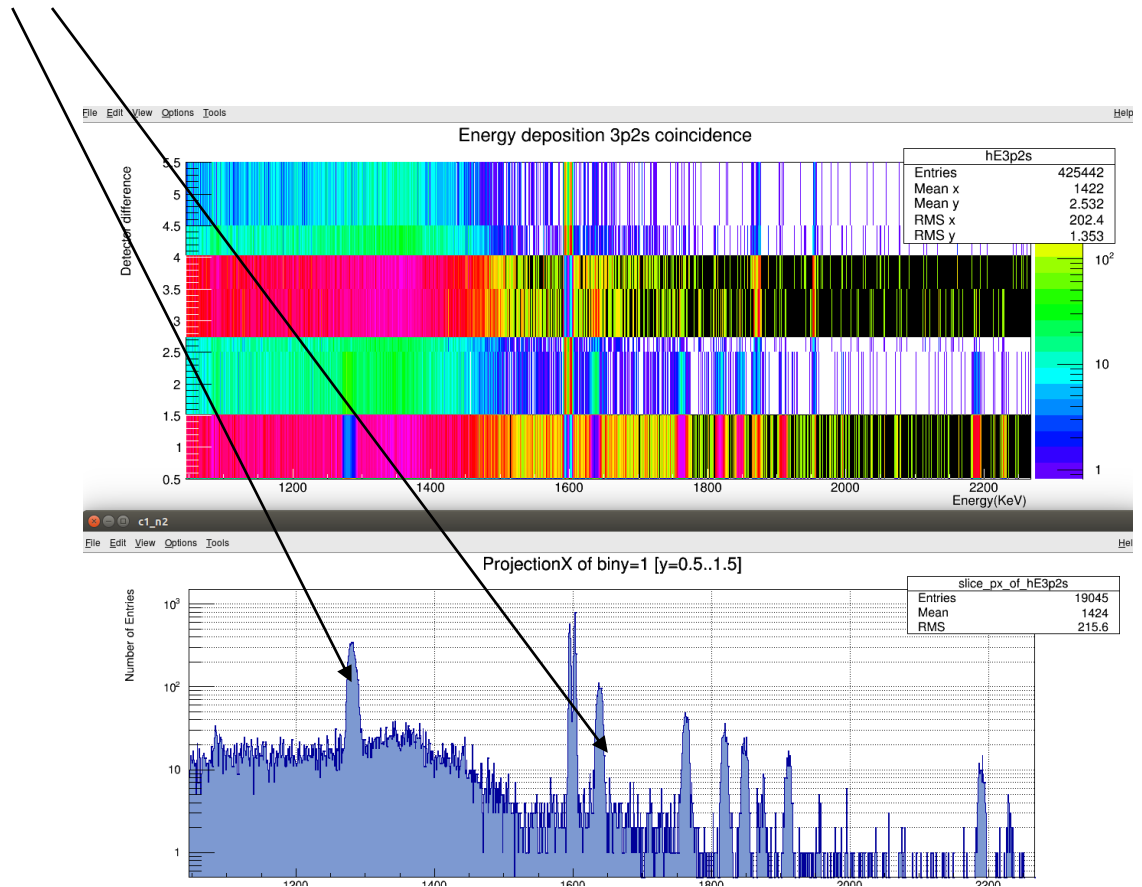 File Edit View Options Tools Help
Energy deposition 3p2s coincidence
hE3p2s
Entries 425442
Mean x 1422
Mean y 2.532
RMS x 202.4
RMS y 1.353
Detector difference
5.5
5
4.5
4
3.5
3
2.5
2
1.5
1
0.5
10²
10
1
1200 1400 1600 1800 2000 2200
Energy(KeV)
c1_n2
File Edit View Options Tools
ProjectionX of biny=1 [y=0.5..1.5]
slice_px_of_hE3p2s
Entries 19045
Mean 1424
RMS 215.6
Number of Entries
10³
10²
10
1
1200 1400 1600 1800 2000 2200